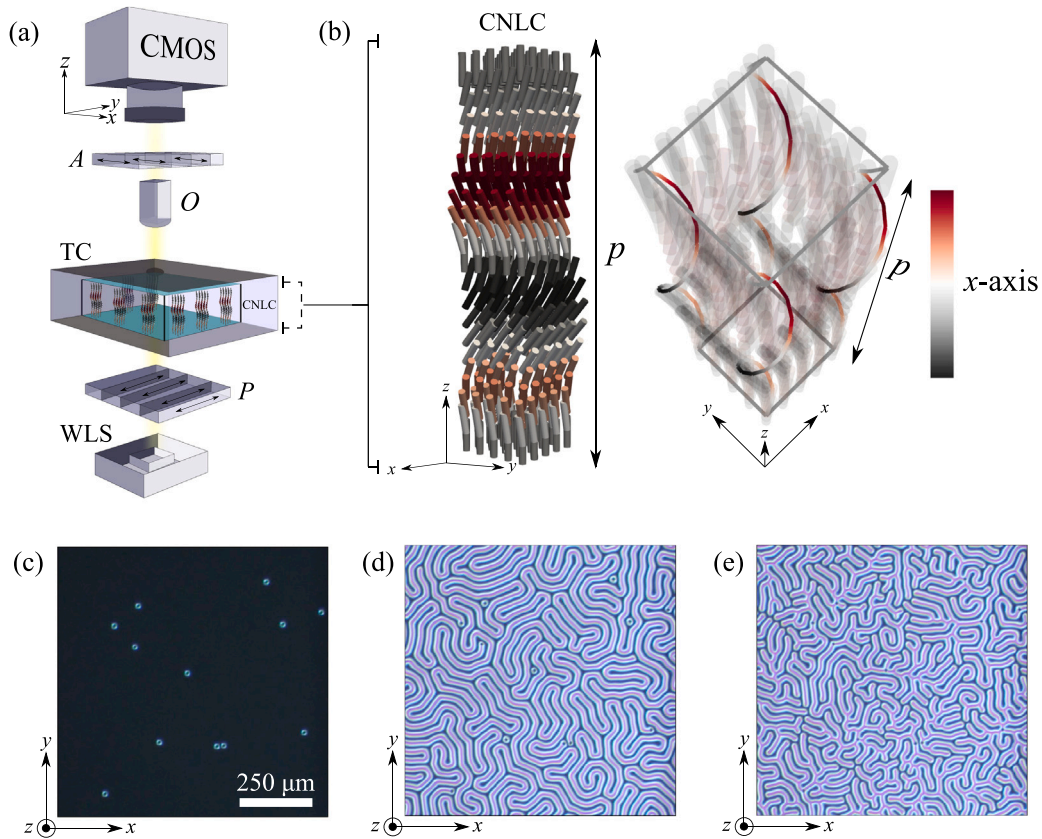 (a)
CMOS
z
y
x
A
O
TC
CNLC
P
WLS
(b)
CNLC
p
z
x
y
p
x-axis
y
x
z
(c)
250 μm
y
z
x
(d)
y
z
x
(e)
y
z
x